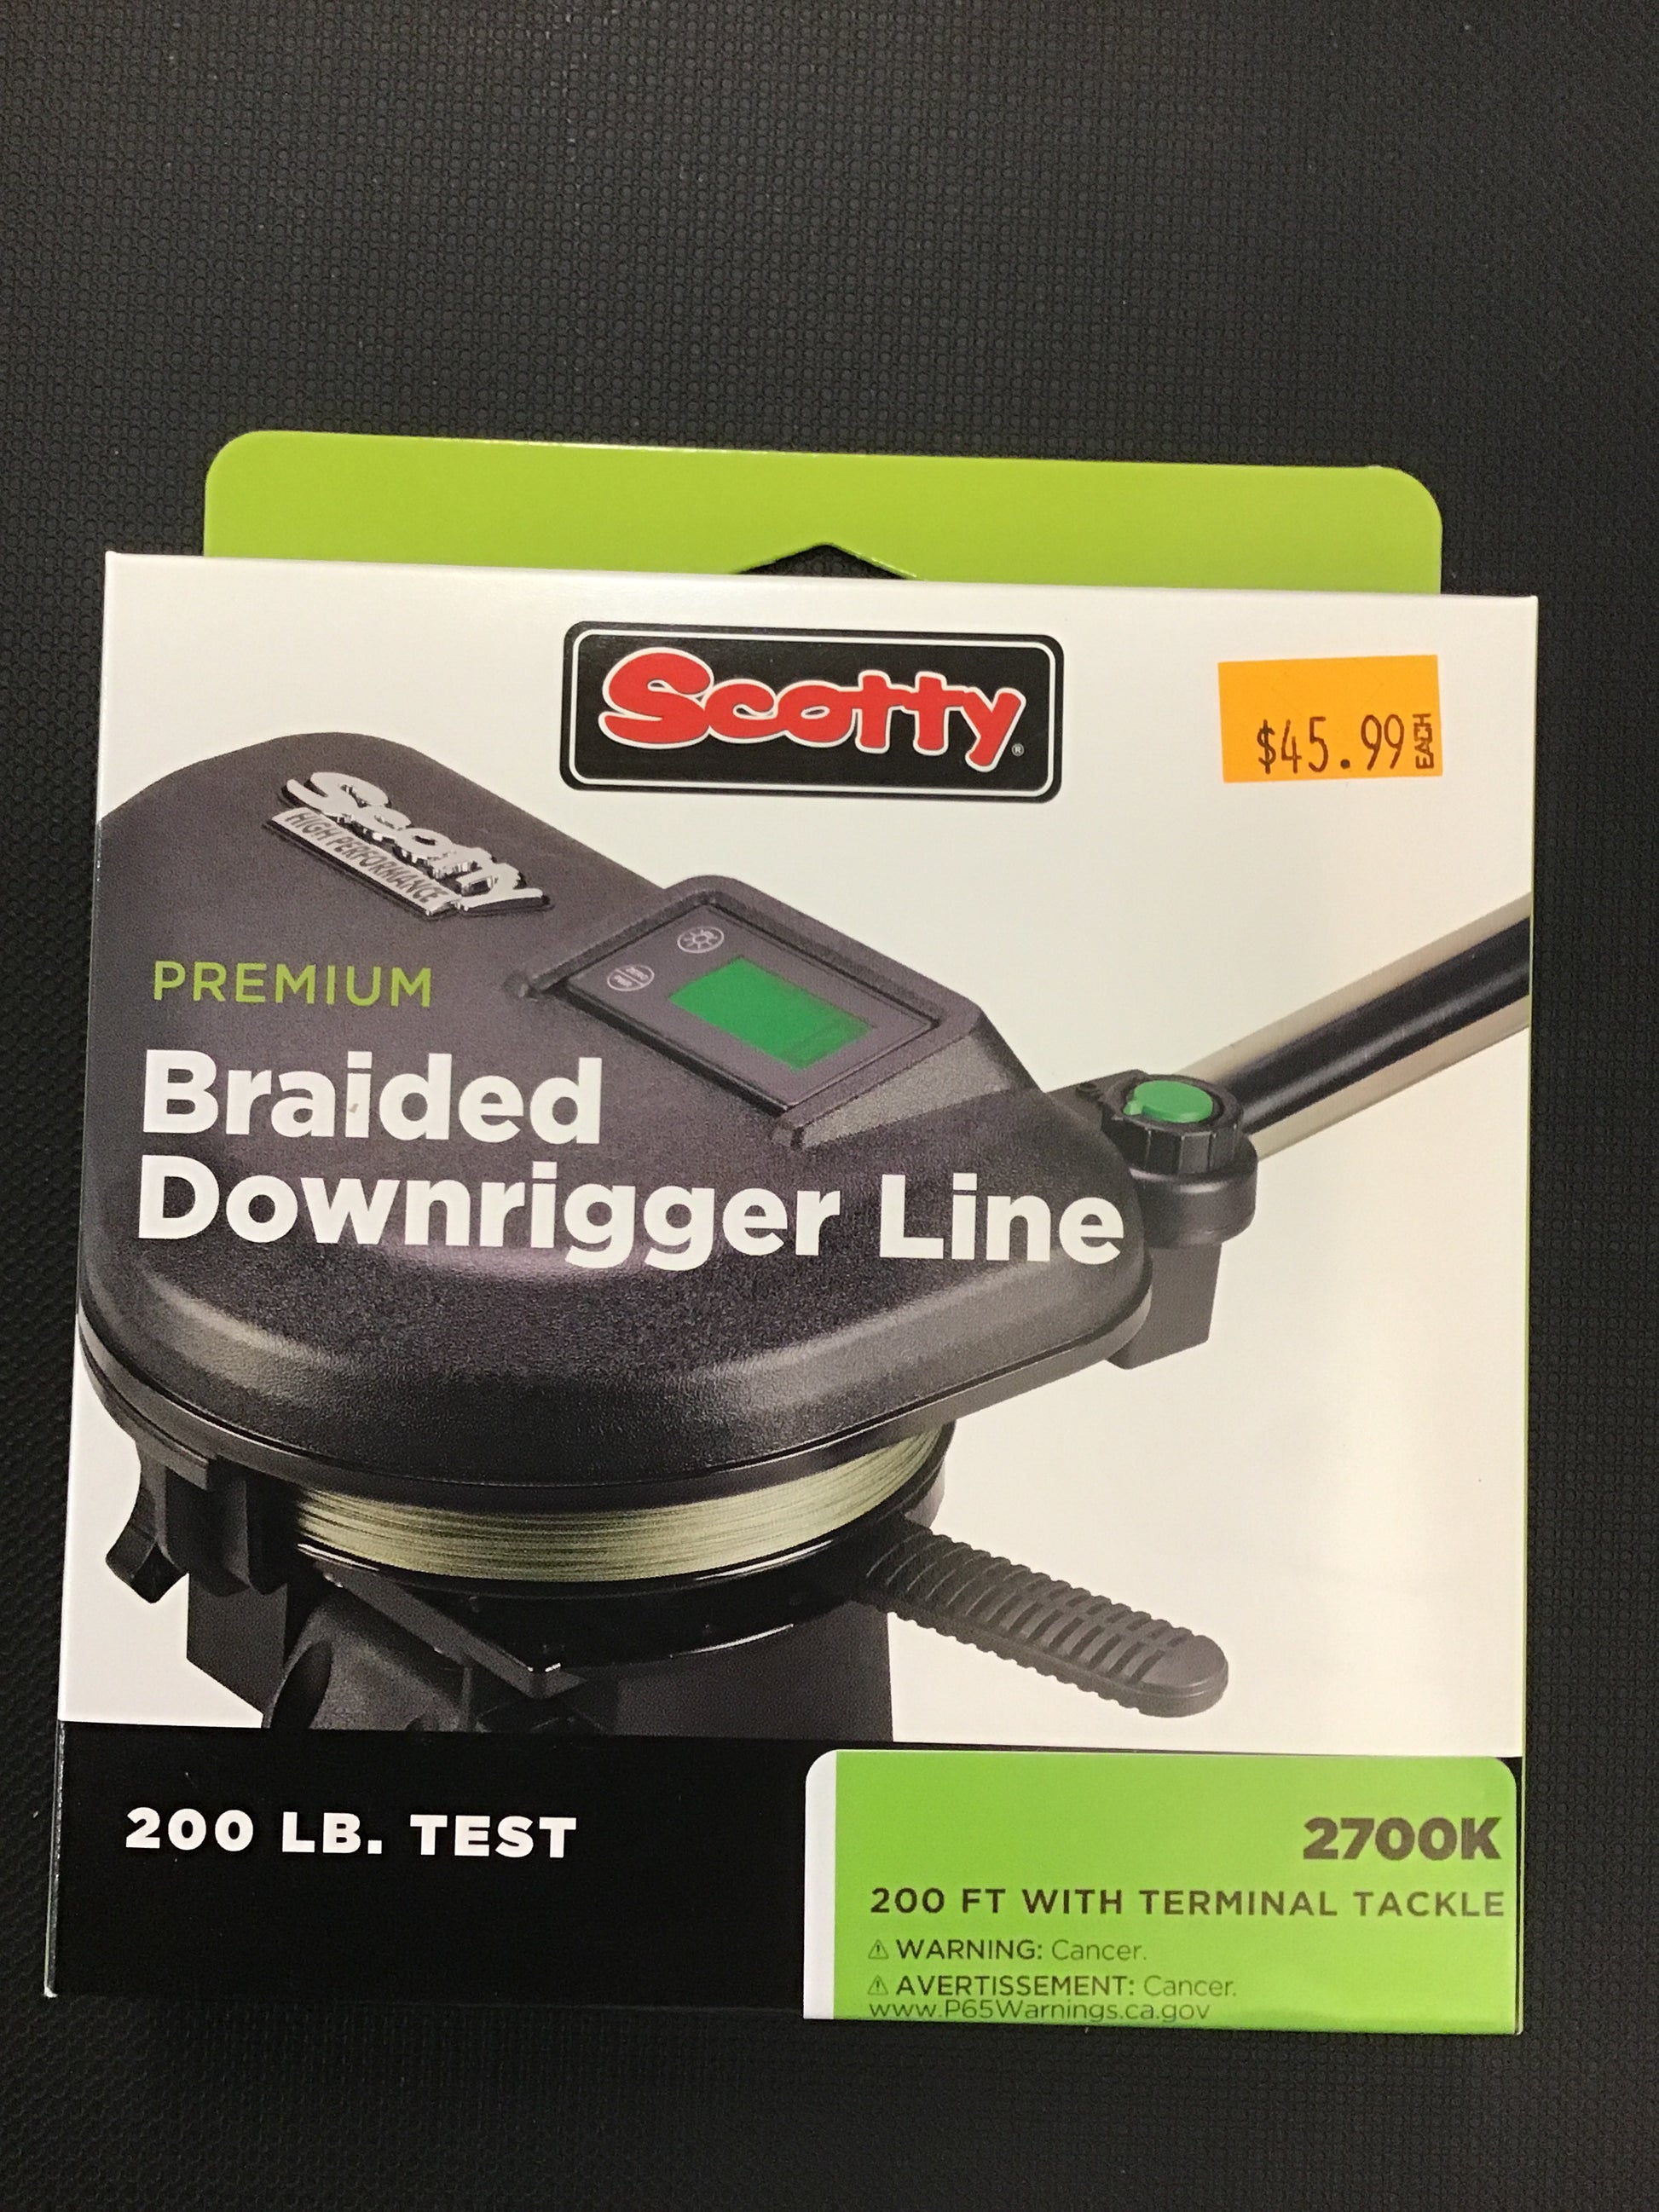 Scotty®
$45.99 EACH
Scotty
HIGH PERFORMANCE
PREMIUM
Braided
Downrigger Line
200 LB. TEST
2700K
200 FT WITH TERMINAL TACKLE
⚠ WARNING: Cancer.
⚠ AVERTISSEMENT: Cancer.
www.P65Warnings.ca.gov